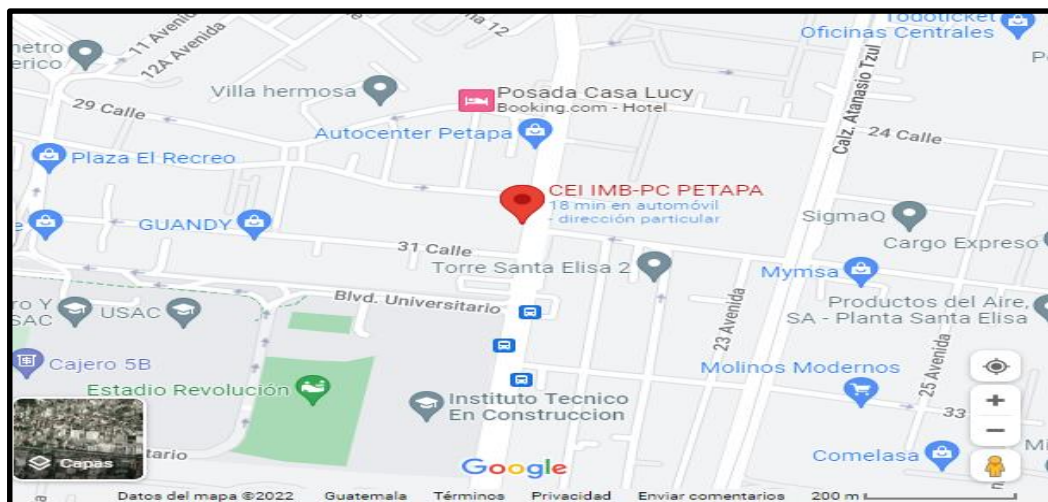 Todoticket
Oficinas Centrales
11 Avenida
12A Avenida
Villa hermosa
Posada Casa Lucy
Booking.com - Hotel
Calz. Atanasio Tzul
29 Calle
Autocenter Petapa
24 Calle
Plaza El Recreo
CEI IMB-PC PETAPA
18 min en automóvil
- dirección particular
GUANDY
SigmaQ
31 Calle
Cargo Expreso
Torre Santa Elisa 2
Mymsa
Blvd. Universitario
USAC
Productos del Aire,
SA - Planta Santa Elisa
23 Avenida
25 Avenida
Cajero 5B
Molinos Modernos
Estadio Revolución
Instituto Tecnico
En Construccion
33
Comelasa
Capas
Google
Datos del mapa ©2022 Guatemala Términos Privacidad Enviar comentarios 200 m